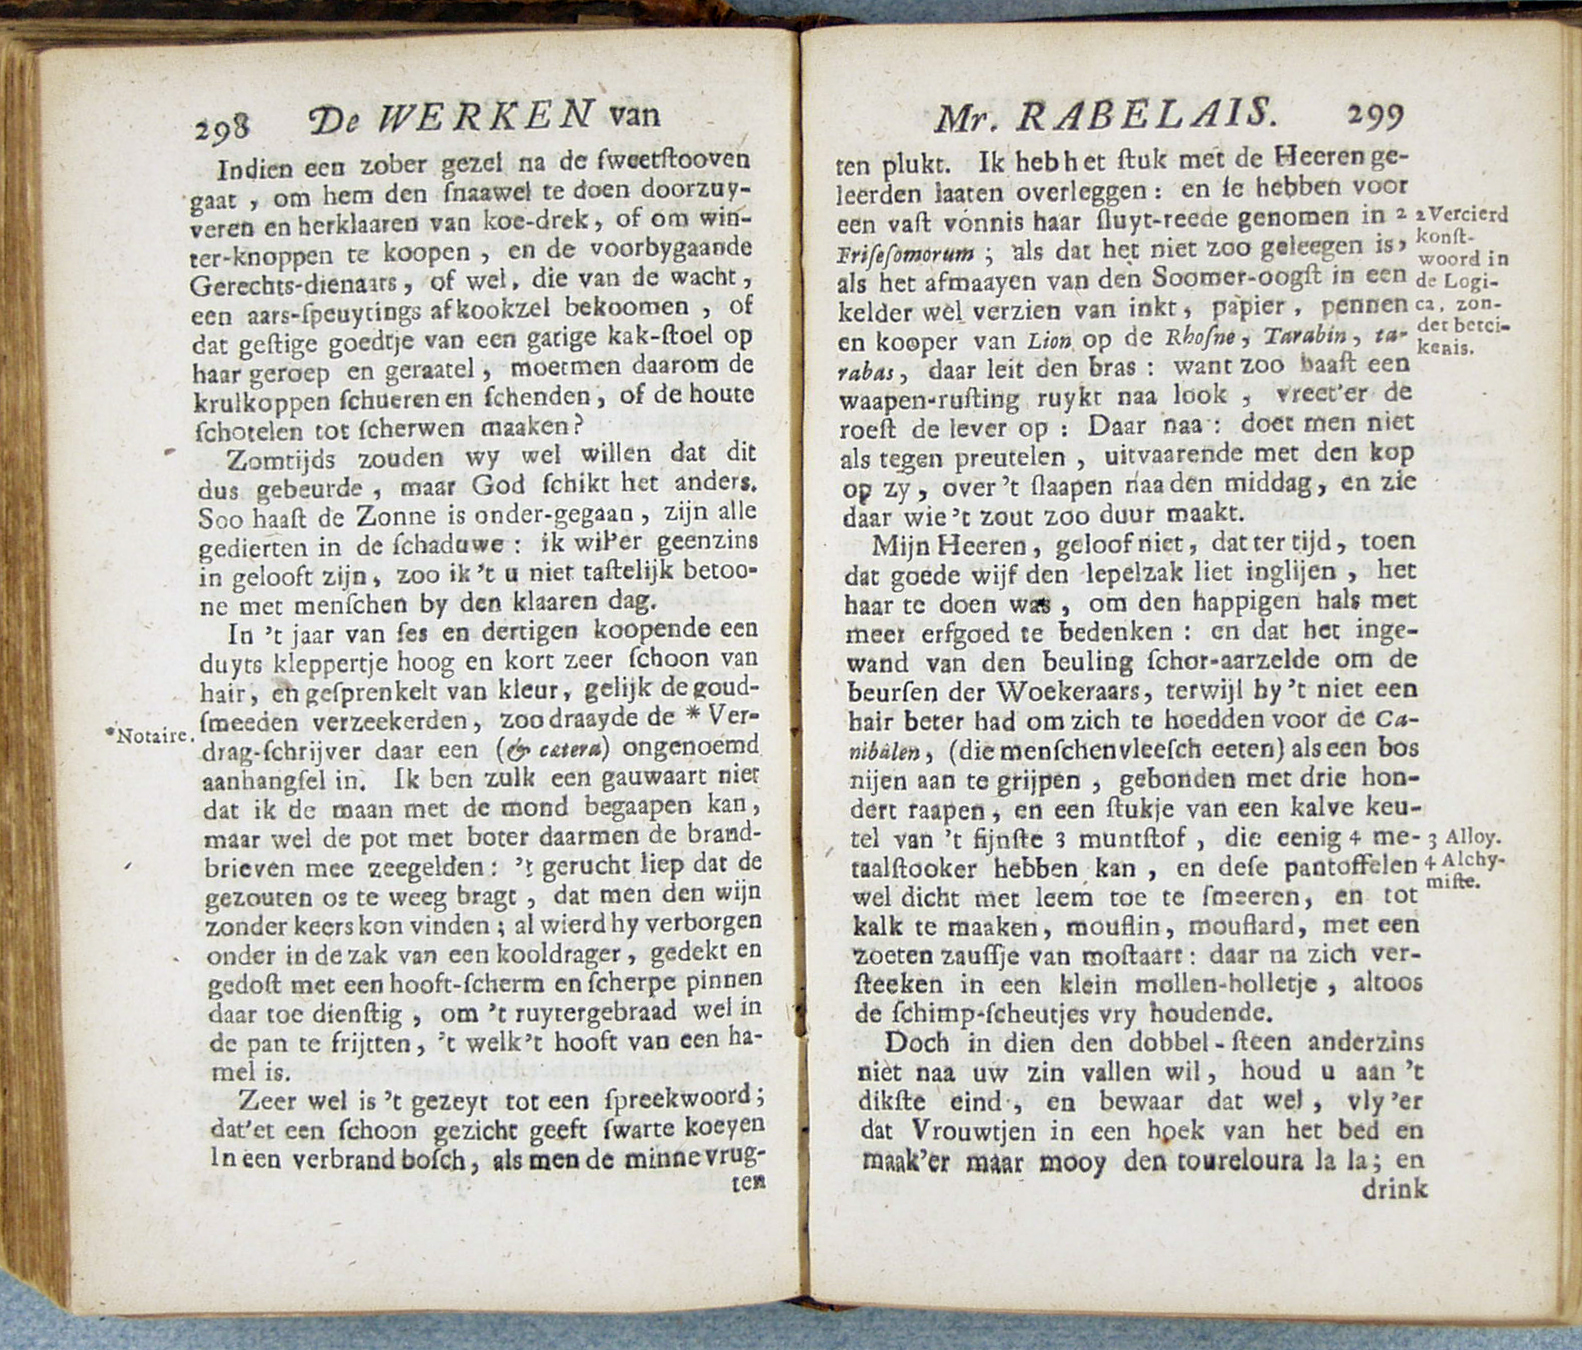 298 De WERKEN van
Indien een zober gezel na de ſweetſtooven
gaat, om hem den ſnaawel te doen doorzuy-
veren en herklaaren van koe-drek, of om win-
ter-knoppen te koopen, en de voorbygaande
Gerechts-dienaars, of wel, die van de wacht,
een aars-ſpeuytings afkookzel bekoomen, of
dat geſtige goedtje van een gatige kak-ſtoel op
haar geroep en geraatel, moetmen daarom de
krulkoppen ſchueren en ſchenden, of de houte
ſchotelen tot ſcherwen maaken?
Zomtijds zouden wy wel willen dat dit
dus gebeurde, maar God ſchikt het anders.
Soo haaſt de Zonne is onder-gegaan, zijn alle
gedierten in de ſchaduwe: ik wil'er geenzins
in gelooft zijn, zoo ik 't u niet taſtelijk betoo-
ne met menſchen by den klaaren dag.
In 't jaar van ſes en dertigen koopende een
duyts kleppertje hoog en kort zeer ſchoon van
hair, en geſprenkelt van kleur, gelijk de goud-
ſmeeden verzeekerden, zoo draayde de * Ver-
*Notaire.
drag-ſchrijver daar een (& cætera) ongenoemd
aanhangſel in. Ik ben zulk een gauwaart niet
dat ik de maan met de mond begaapen kan,
maar wel de pot met boter daarmen de brand-
brieven mee zeegelden: 't gerucht liep dat de
gezouten os te weeg bragt, dat men den wijn
zonder keers kon vinden; al wierd hy verborgen
onder in de zak van een kooldrager, gedekt en
gedoſt met een hooft-ſcherm en ſcherpe pinnen
daar toe dienſtig, om 't ruytergebraad wel in
de pan te frijtten, 't welk 't hooft van een ha-
mel is.
Zeer wel is 't gezeyt tot een ſpreekwoord;
dat'et een ſchoon gezicht geeft ſwarte koeyen
In een verbrand boſch, als men de minne vrug-
ten
Mr. RABELAIS. 299
ten plukt. Ik heb het ſtuk met de Heeren ge-
leerden laaten overleggen: en ſe hebben voor
een vaſt vonnis haar ſluyt-reede genomen in 2
Friſeſomorum; als dat het niet zoo geleegen is,
als het afmaayen van den Soomer-oogſt in een
kelder wel verzien van inkt, papier, pennen
en kooper van Lion op de Rhoſne, Tarabin, ta-
rabas, daar leit den bras: want zoo haaſt een
waapen-ruſting ruykt naa look, vreet'er de
roeſt de lever op: Daar naa: doet men niet
als tegen preutelen, uitvaarende met den kop
op zy, over 't ſlaapen naa den middag, en zie
daar wie 't zout zoo duur maakt.
2 Vercierd
konſt-
woord in
de Logi-
ca, zon-
der betei-
kenis.
Mijn Heeren, geloof niet, dat ter tijd, toen
dat goede wijf den lepelzak liet inglijen, het
haar te doen was, om den happigen hals met
meer erfgoed te bedenken: en dat het inge-
wand van den beuling ſchor-aarzelde om de
beurſen der Woekeraars, terwijl hy 't niet een
hair beter had om zich te hoedden voor de Ca-
nibalen, (die menſchenvleeſch eeten) als een bos
nijen aan te grijpen, gebonden met drie hon-
dert raapen, en een ſtukje van een kalve keu-
tel van 't fijnſte 3 muntſtof, die eenig 4 me-
taalſtooker hebben kan, en deſe pantoffelen
wel dicht met leem toe te ſmeeren, en tot
kalk te maaken, mouflin, mouflard, met een
zoeten zauſſje van moſtaart: daar na zich ver-
ſteeken in een klein mollen-holletje, altoos
de ſchimp-ſcheutjes vry houdende.
3 Alloy.
4 Alchy-
miſte.
Doch in dien den dobbel-ſteen anderzins
niet naa uw zin vallen wil, houd u aan 't
dikſte eind, en bewaar dat wel, vly'er
dat Vrouwtjen in een hoek van het bed en
maak'er maar mooy den toureloura la la; en
drink